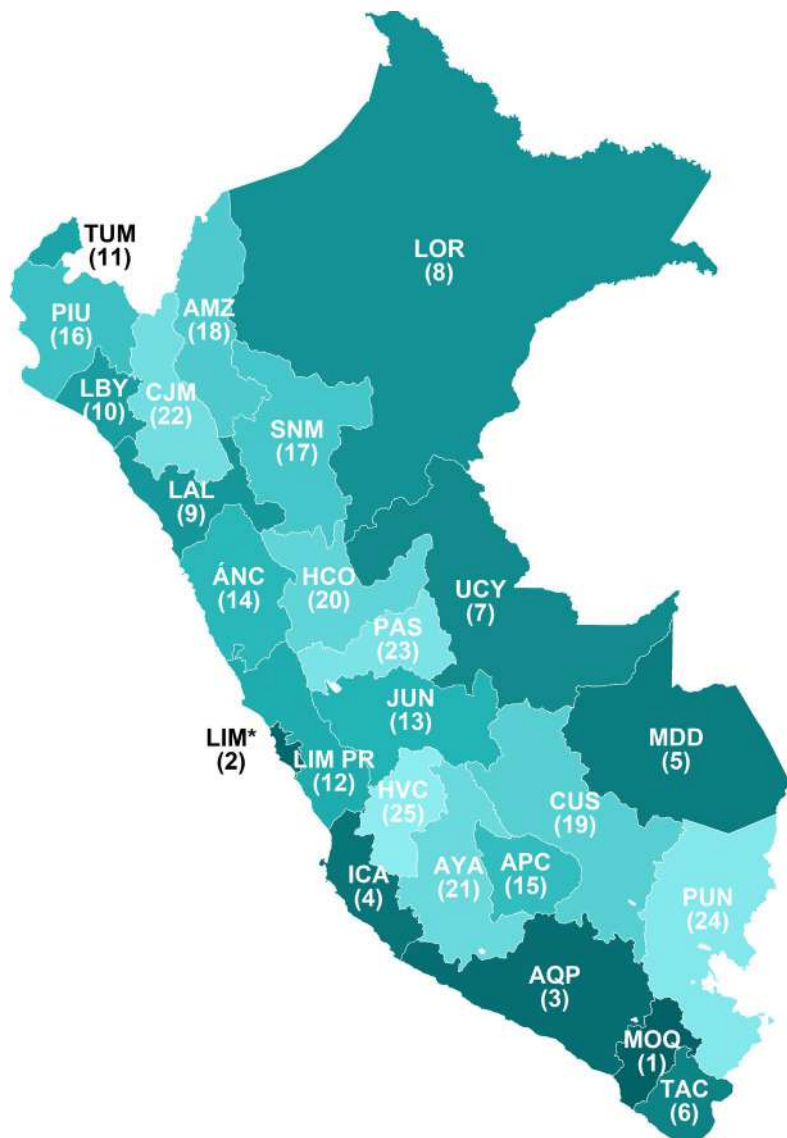 TUM
(11)
LOR
(8)
PIU
(16)
AMZ
(18)
LBY
(10)
CJM
(22)
SNM
(17)
LAL
(9)
ÁNC
(14)
HCO
(20)
UCY
(7)
PAS
(23)
JUN
(13)
LIM*
(2)
LIM PR
(12)
MDD
(5)
HVC
(25)
CUS
(19)
ICA
(4)
AYA
(21)
APC
(15)
PUN
(24)
AQP
(3)
MOQ
(1)
TAC
(6)